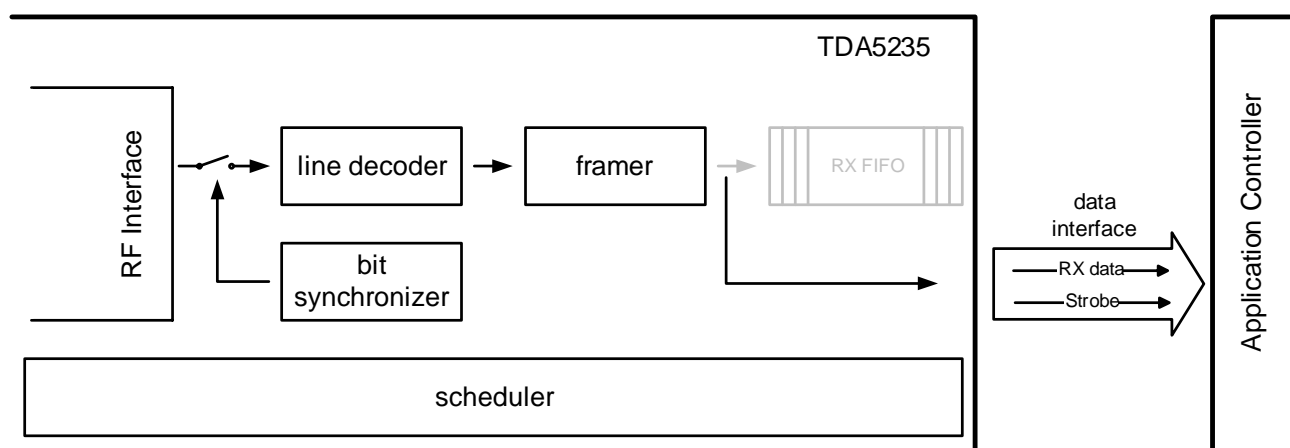 TDA5235
RF Interface
line decoder
framer
RX FIFO
bit
synchronizer
scheduler
data
interface
RX data
Strobe
Application Controller